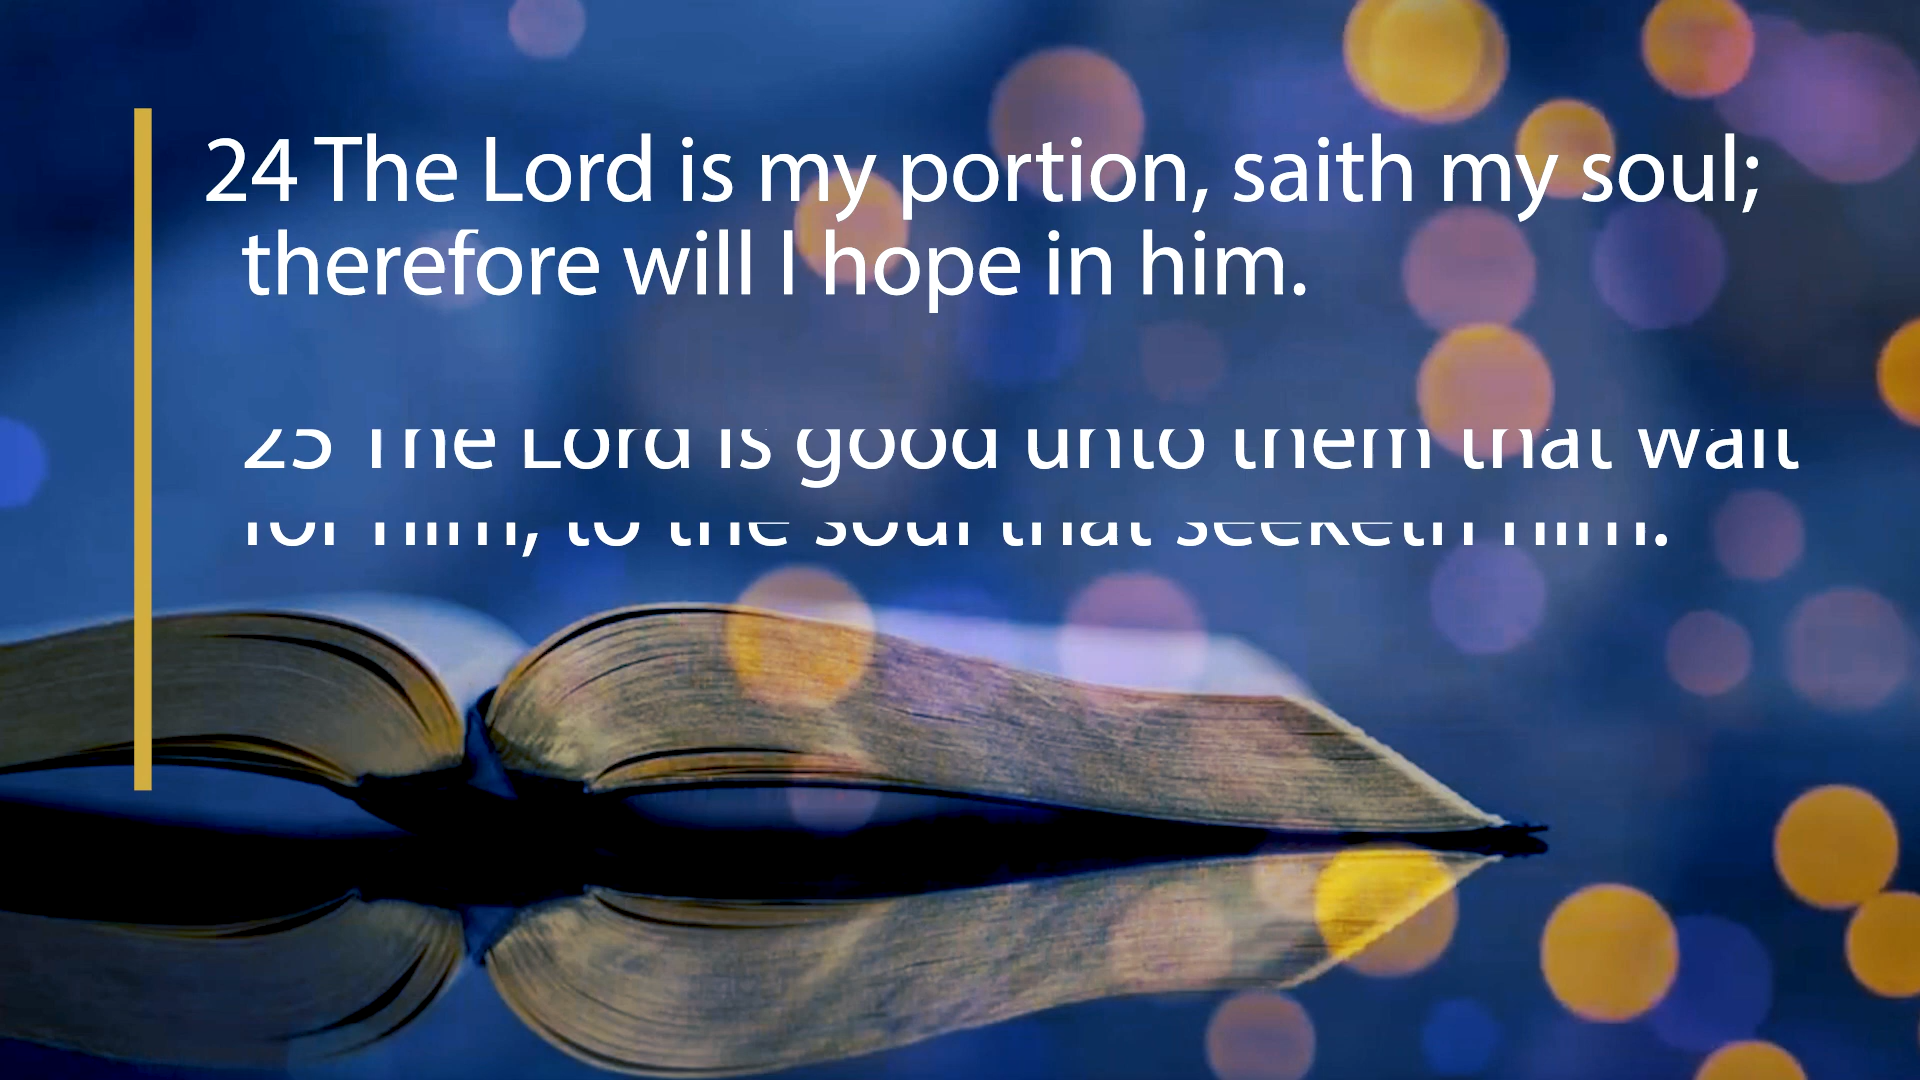 24 The Lord is my portion, saith my soul;
therefore will I hope in him.
25 The Lord is good unto them that wait
for him, to the soul that seeketh him.